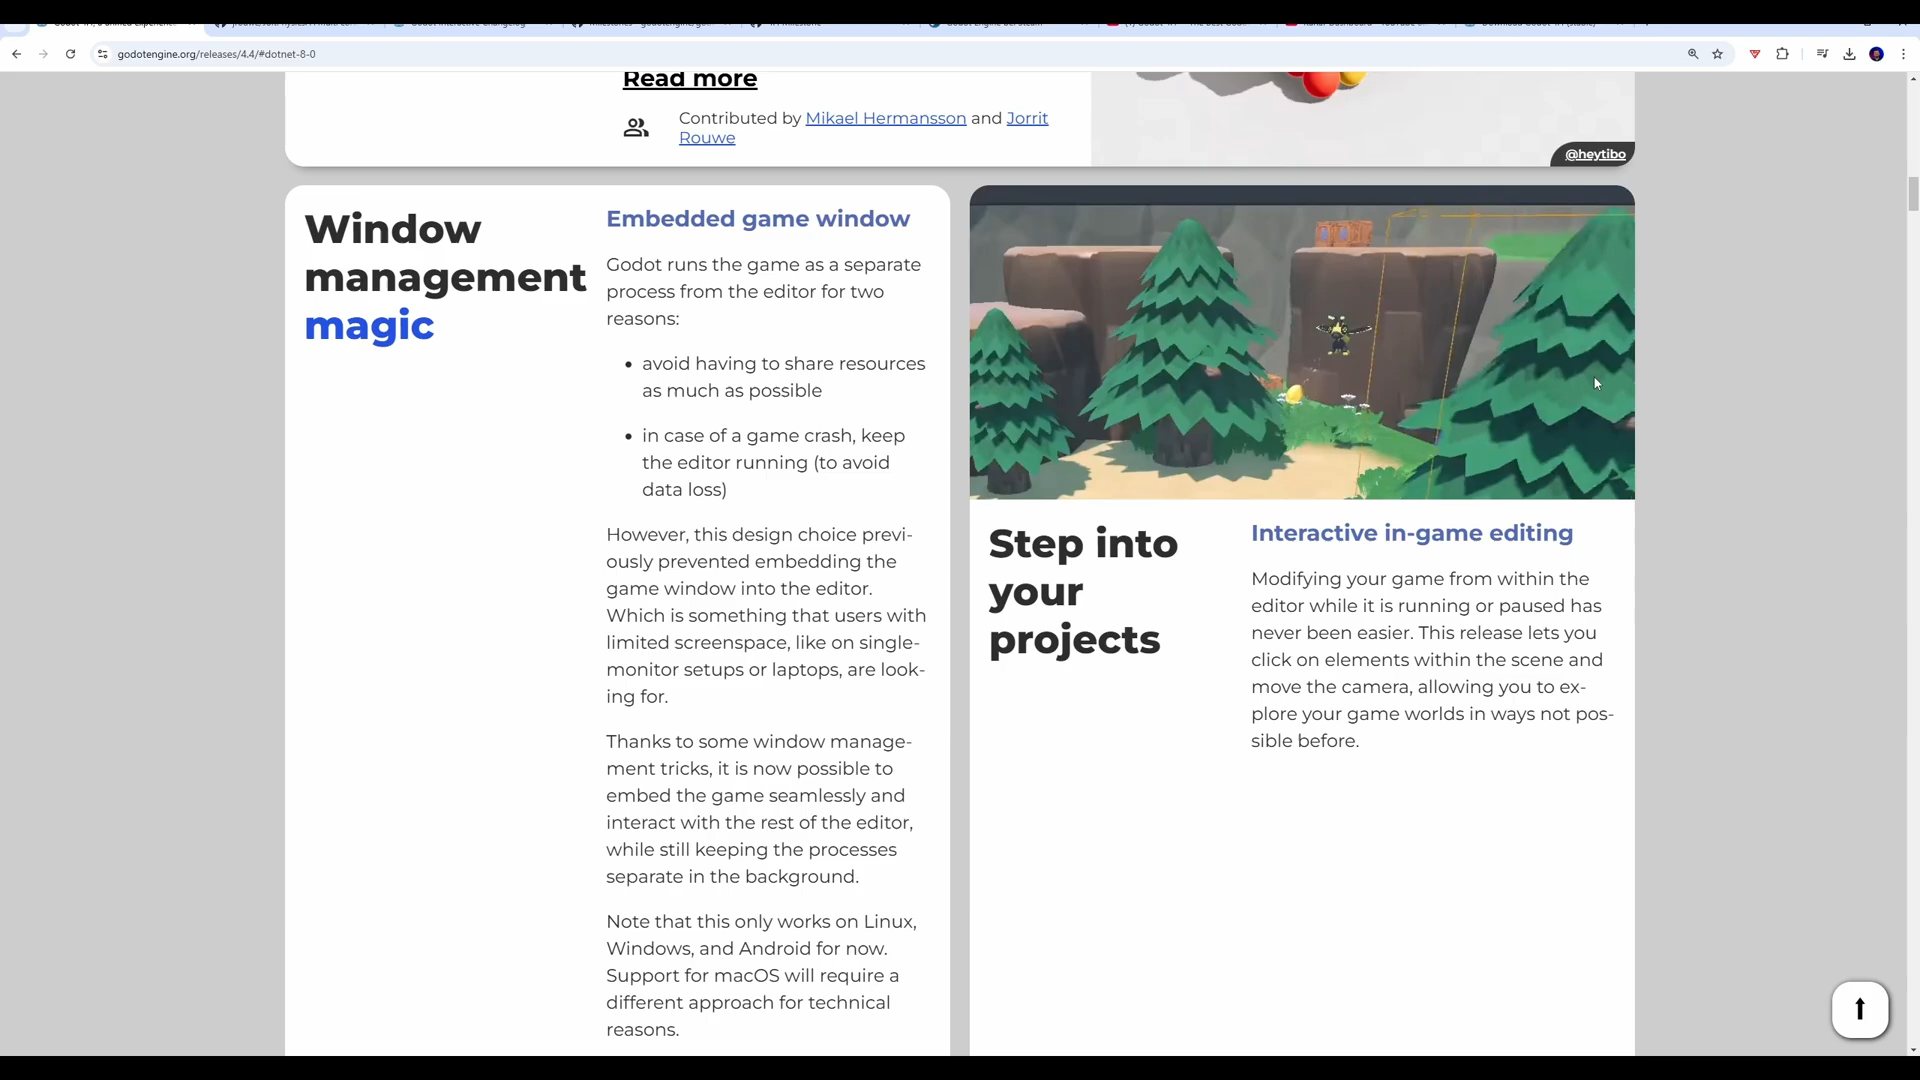 godotengine.org/releases/4.4/#dotnet-8-0
Read more
Contributed by Mikael Hermansson and Jorrit
Rouwe
@heytibo
Window
management
magic
Embedded game window
Godot runs the game as a separate
process from the editor for two
reasons:
avoid having to share resources
as much as possible
in case of a game crash, keep
the editor running (to avoid
data loss)
However, this design choice previ-
ously prevented embedding the
game window into the editor.
Which is something that users with
limited screenspace, like on single-
monitor setups or laptops, are look-
ing for.
Thanks to some window manage-
ment tricks, it is now possible to
embed the game seamlessly and
interact with the rest of the editor,
while still keeping the processes
separate in the background.
Note that this only works on Linux,
Windows, and Android for now.
Support for macOS will require a
different approach for technical
reasons.
Step into
your
projects
Interactive in-game editing
Modifying your game from within the
editor while it is running or paused has
never been easier. This release lets you
click on elements within the scene and
move the camera, allowing you to ex-
plore your game worlds in ways not pos-
sible before.